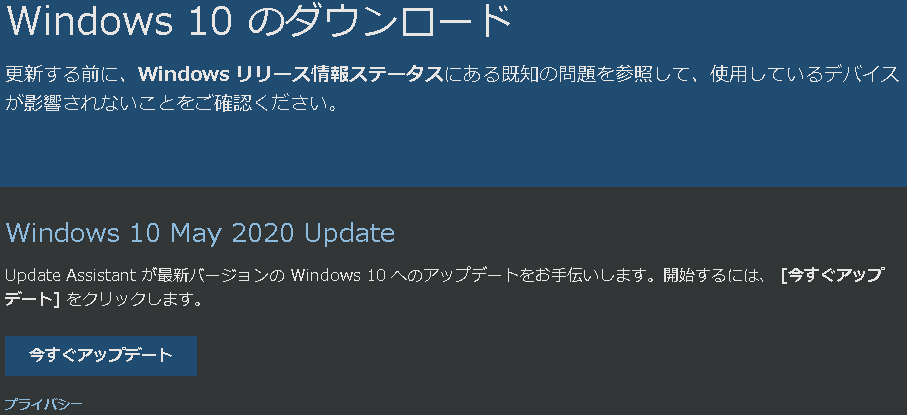 Windows 10 のダウンロード
更新する前に、Windows リリース情報ステータスにある既知の問題を参照して、使用しているデバイス
が影響されないことをご確認ください。
Windows 10 May 2020 Update
Update Assistant が最新バージョンの Windows 10 へのアップデートをお手伝いします。開始するには、 [今すぐアップ
デート] をクリックします。
今すぐアップデート
プライバシー